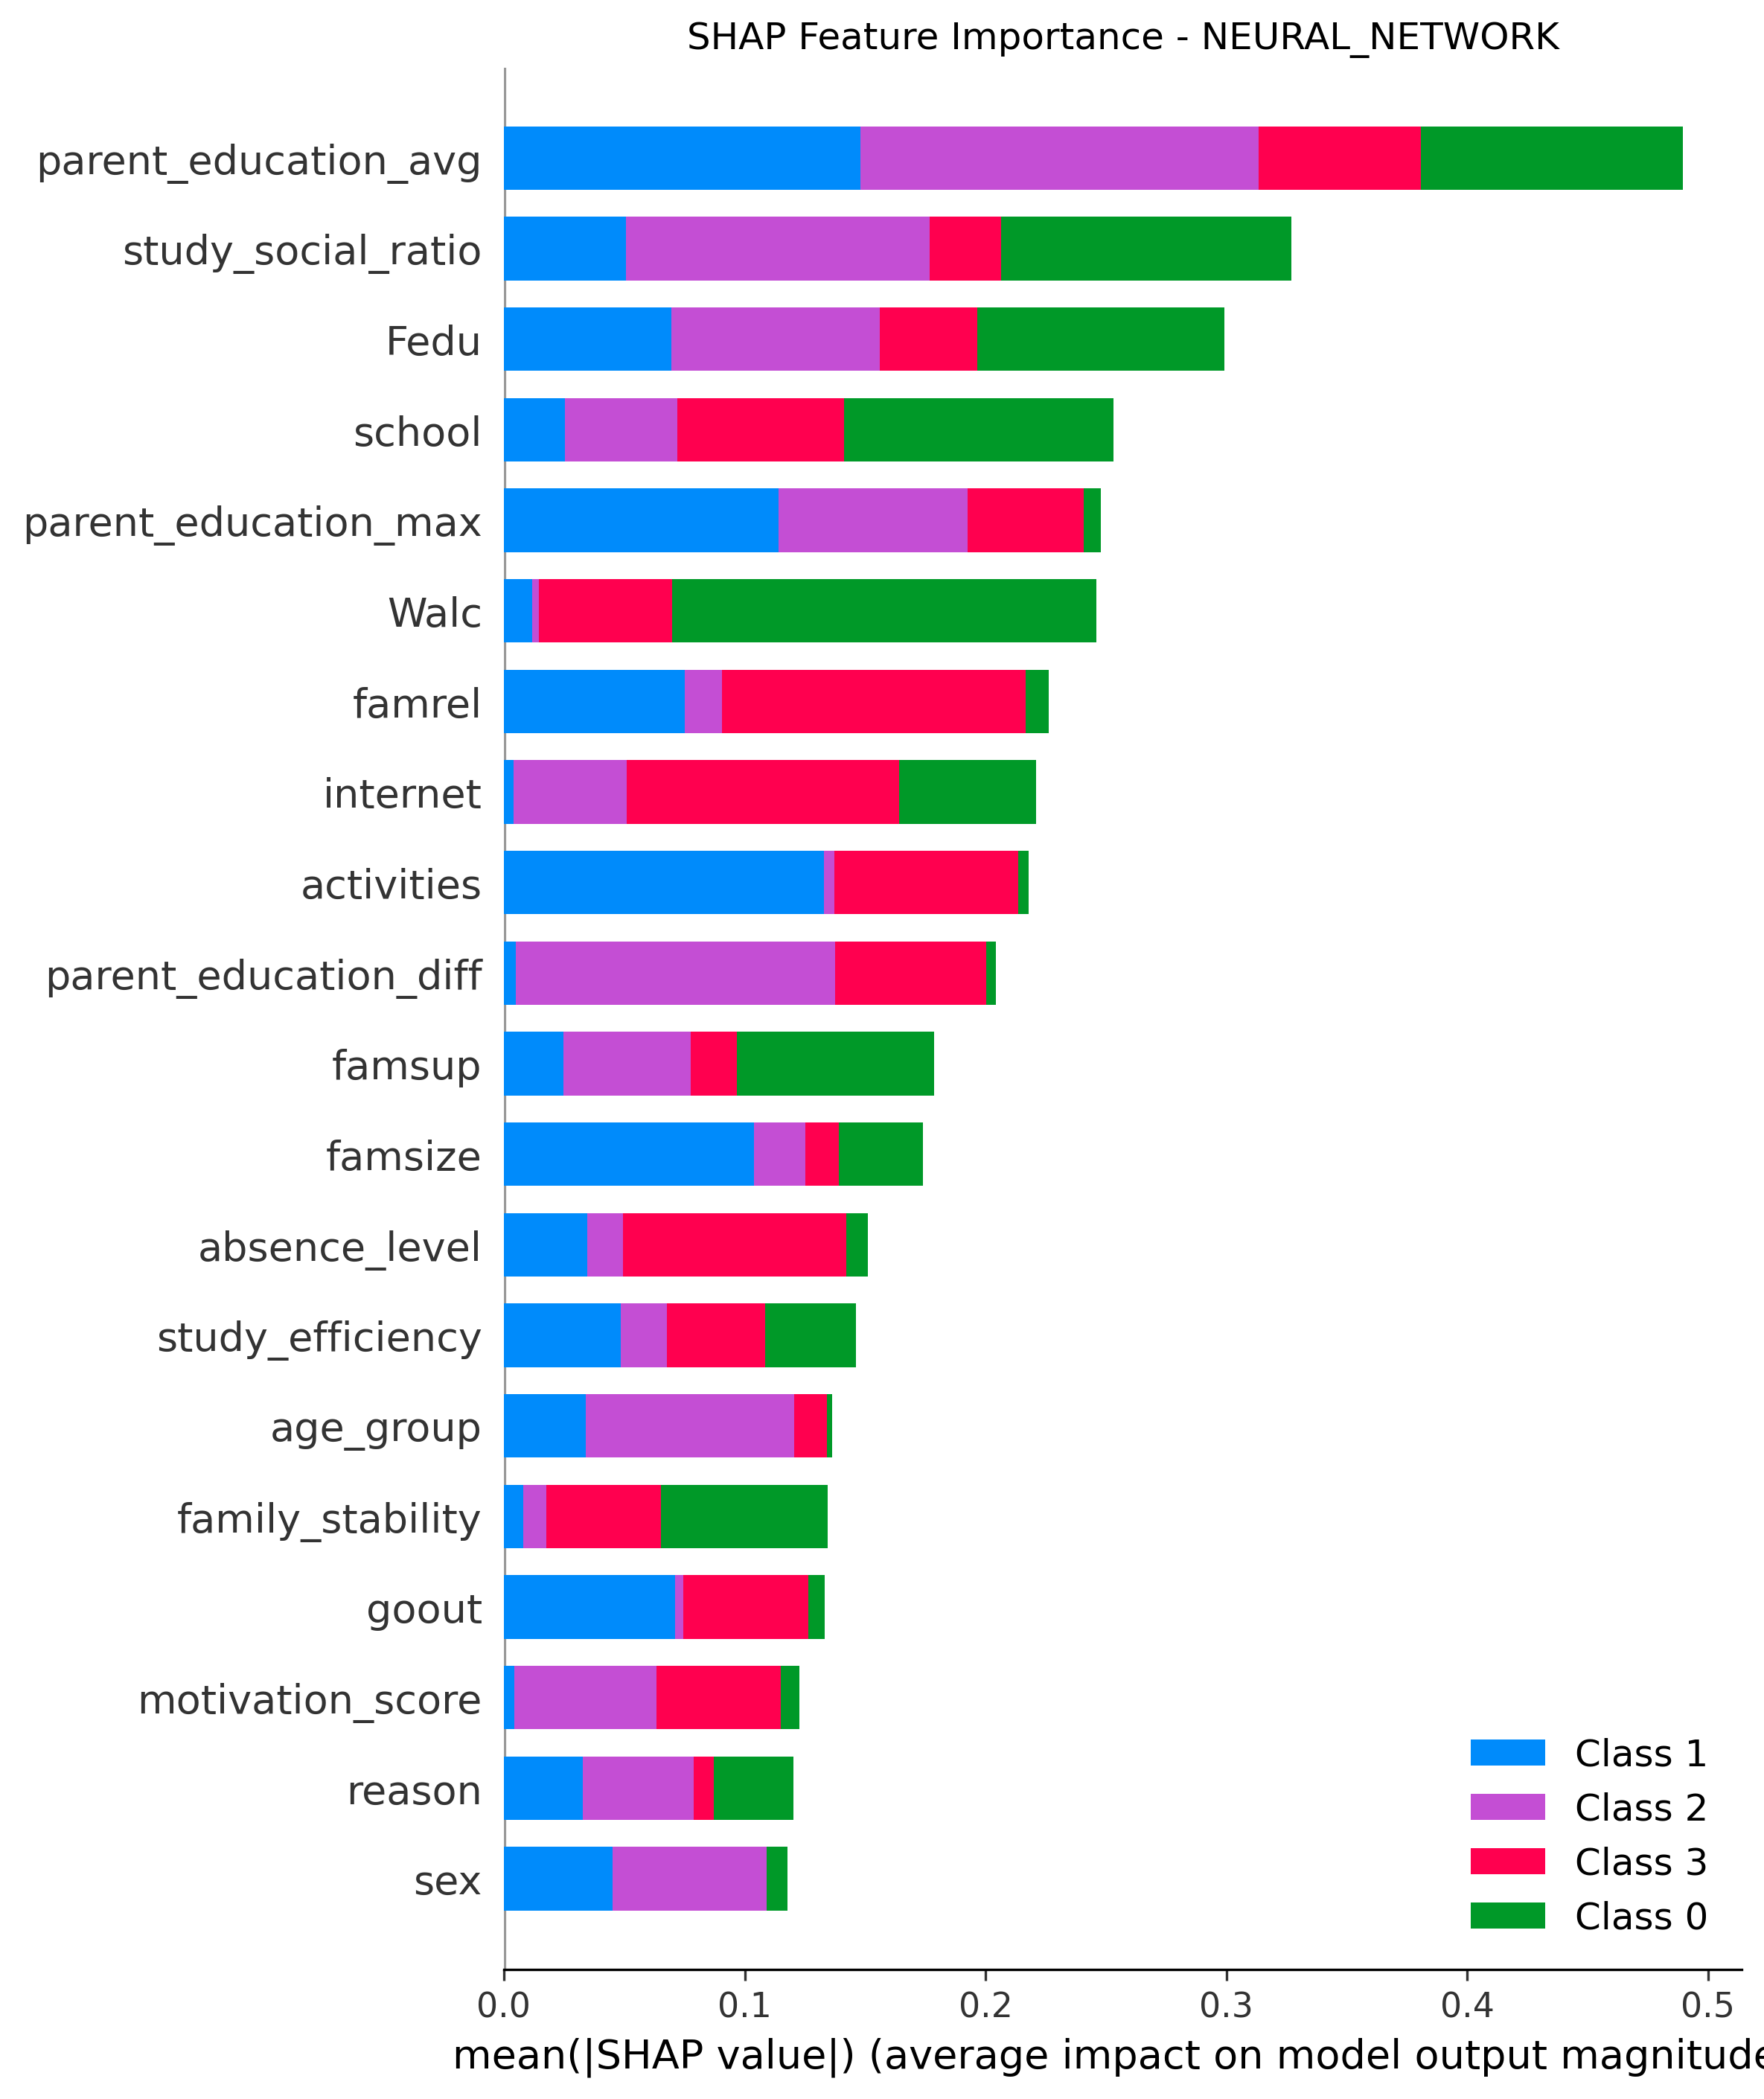 SHAP Feature Importance - NEURAL_NETWORK
parent_education_avg
study_social_ratio
Fedu
school
parent_education_max
Walc
famrel
internet
activities
parent_education_diff
famsup
famsize
absence_level
study_efficiency
age_group
family_stability
goout
motivation_score
reason
sex
Class 1
Class 2
Class 3
Class 0
0.0 0.1 0.2 0.3 0.4 0.5
mean(|SHAP value|) (average impact on model output magnitude